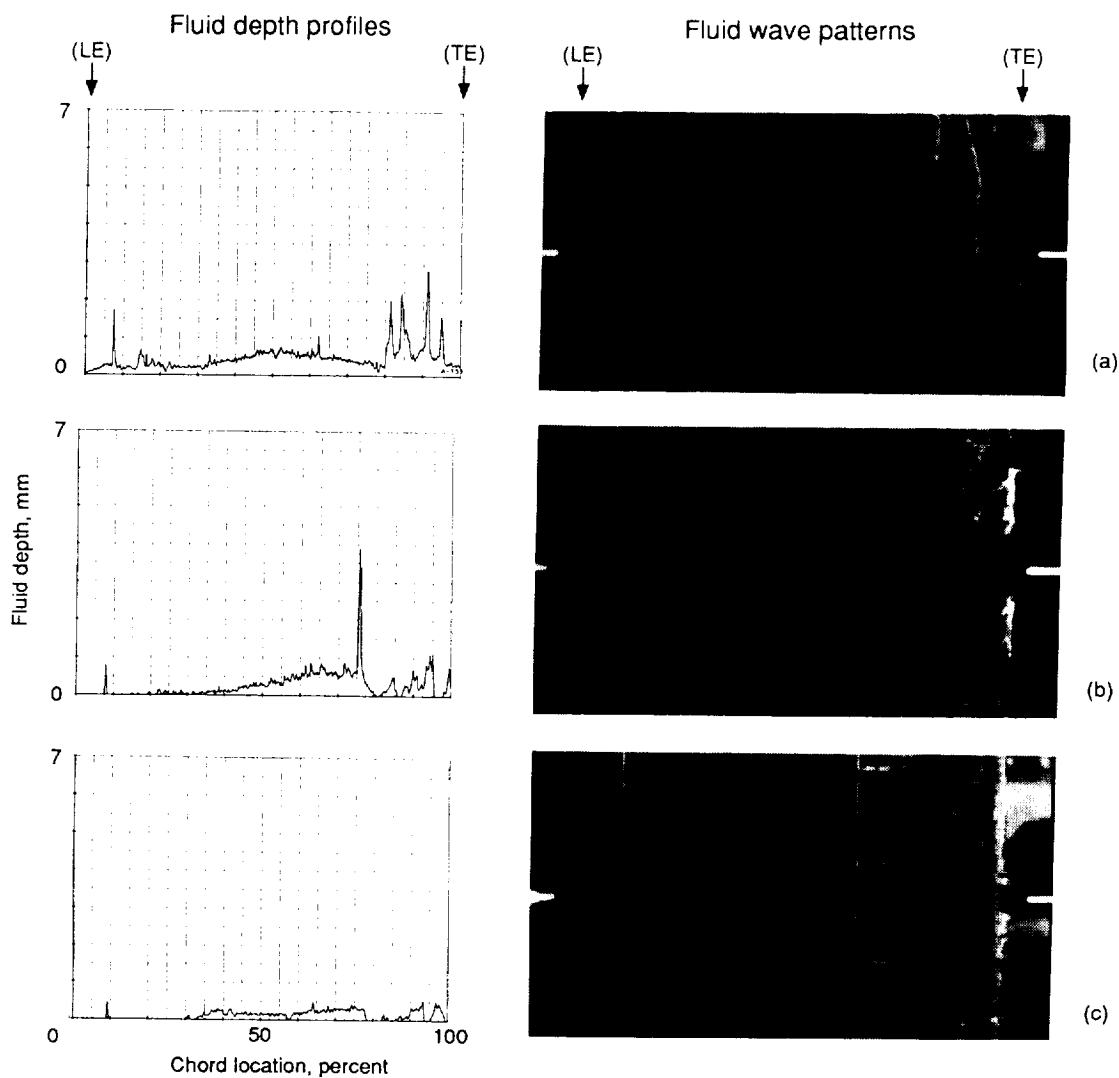 Fluid depth profiles
Fluid wave patterns
(LE)
(TE)
(LE)
(TE)
7
0
(a)
7
0
(b)
Fluid depth, mm
7
0
50
100
(c)
Chord location, percent